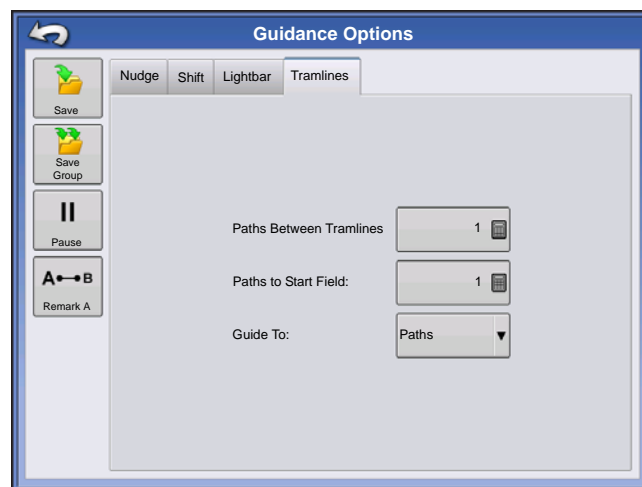 Guidance Options
Nudge
Shift
Lightbar
Tramlines
Save
Save
Group
Pause
A B
Remark A
Paths Between Tramlines
1
Paths to Start Field:
1
Guide To:
Paths